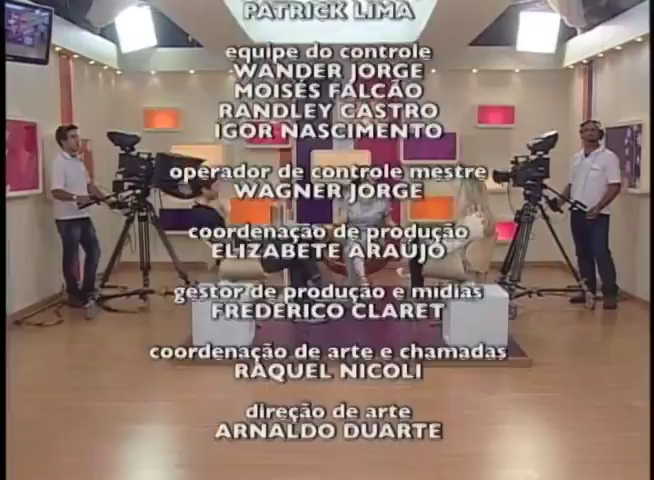 PATRICK LIMA
equipe do controle
WANDER JORGE
MOISÉS FALCÃO
RANDLEY CASTRO
IGOR NASCIMENTO
operador de controle mestre
WAGNER JORGE
coordenação de produção
ELIZABETE ARAUJO
gestor de produção e mídias
FREDERICO CLARET
coordenação de arte e chamadas
RAQUEL NICOLI
direção de arte
ARNALDO DUARTE